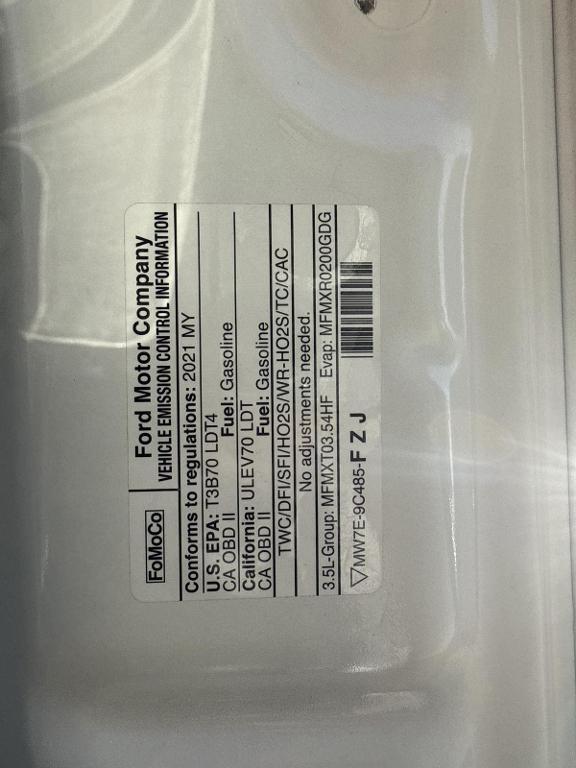 FoMoCo
Ford Motor Company
VEHICLE EMISSION CONTROL INFORMATION
Conforms to regulations: 2021 MY
U.S. EPA: T3B70 LDT4
CA OBD II Fuel: Gasoline
California: ULEV70 LDT
CA OBD II Fuel: Gasoline
TWC/DFI/SFI/HO2S/WR-HO2S/TC/CAC
No adjustments needed.
3.5L-Group: MFMXT03.54HF Evap: MFMXR0200GDG
▽MW7E-9C485-F Z J